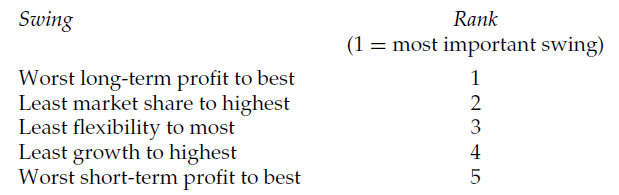 Swing Rank
(1 = most important swing)
Worst long-term profit to best 1
Least market share to highest 2
Least flexibility to most 3
Least growth to highest 4
Worst short-term profit to best 5